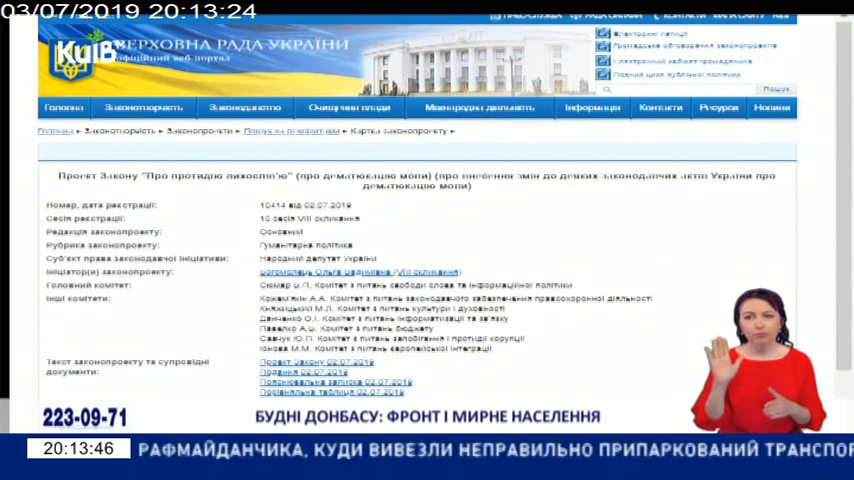 03/07/2019 20:13:24
ПРЕС-СЛУЖБА РАДА ОНЛАЙН КОНТАКТИ МАПА САЙТУ
Київ
ВЕРХОВНА РАДА УКРАЇНИ
офіційний веб-портал
Електронні петиції
Громадське обговорення законопроектів
Електронний кабінет громадянина
Повний цикл публічної політики
Пошук
Головна Законотворчість Законодавство Очищення влади Міжнародна діяльність Інформація Контакти Ресурси Новини
Головна Законотворчість Законопроекти Пошук за реквізитами Картка законопроекту
Проект Закону "Про протидію лихослів'ю" (про дематюкацію мови) (про внесення змін до деяких законодавчих актів України про
дематюкацію мови)
Номер, дата реєстрації: 10414 від 02.07.2019
Сесія реєстрації: 10 сесія VIII скликання
Редакція законопроекту: Основний
Рубрика законопроекту: Гуманітарна політика
Суб'єкт права законодавчої ініціативи: Народний депутат України
Ініціатор(и) законопроекту: Богомолець Ольга Вадимівна (VIII скликання)
Головний комітет: Сюмар В.П. Комітет з питань свободи слова та інформаційної політики
Інші комітети: Кожем'якін А.А. Комітет з питань законодавчого забезпечення правоохоронної діяльності
Княжицький М.Л. Комітет з питань культури і духовності
Данченко О.І. Комітет з питань інформатизації та зв'язку
Павелко А.В. Комітет з питань бюджету
Савчук Ю.П. Комітет з питань запобігання і протидії корупції
Іонова М.М. Комітет з питань європейської інтеграції
Текст законопроекту та супровідні
документи:
Проект Закону 02.07.2019
Подання 02.07.2019
Пояснювальна записка 02.07.2019
Порівняльна таблиця 02.07.2019
223-09-71
БУДНІ ДОНБАСУ: ФРОНТ І МИРНЕ НАСЕЛЕННЯ
20:13:46
РАФМАЙДАНЧИКА, КУДИ ВИВЕЗЛИ НЕПРАВИЛЬНО ПРИПАРКОВАНИЙ ТРАНСПОР